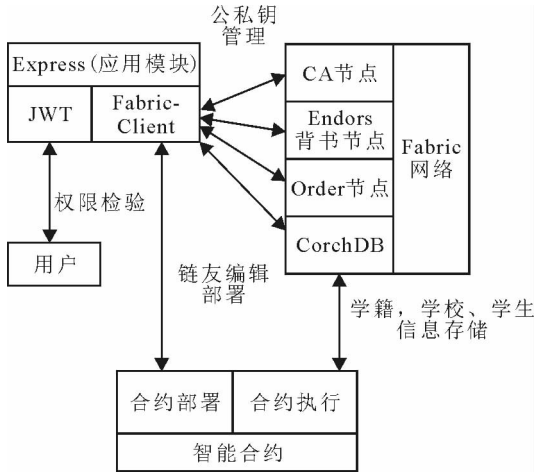 公私钥
管理
Express(应用模块)
JWT
Fabric-
Client
CA节点
Endors
背书节点
Order节点
CorchDB
Fabric
网络
权限检验
用户
链友编辑
部署
学籍，学校、学生
信息存储
合约部署
合约执行
智能合约